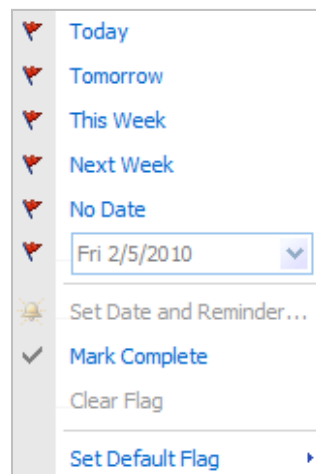 Today
Tomorrow
This Week
Next Week
No Date
Fri 2/5/2010
Set Date and Reminder...
Mark Complete
Clear Flag
Set Default Flag